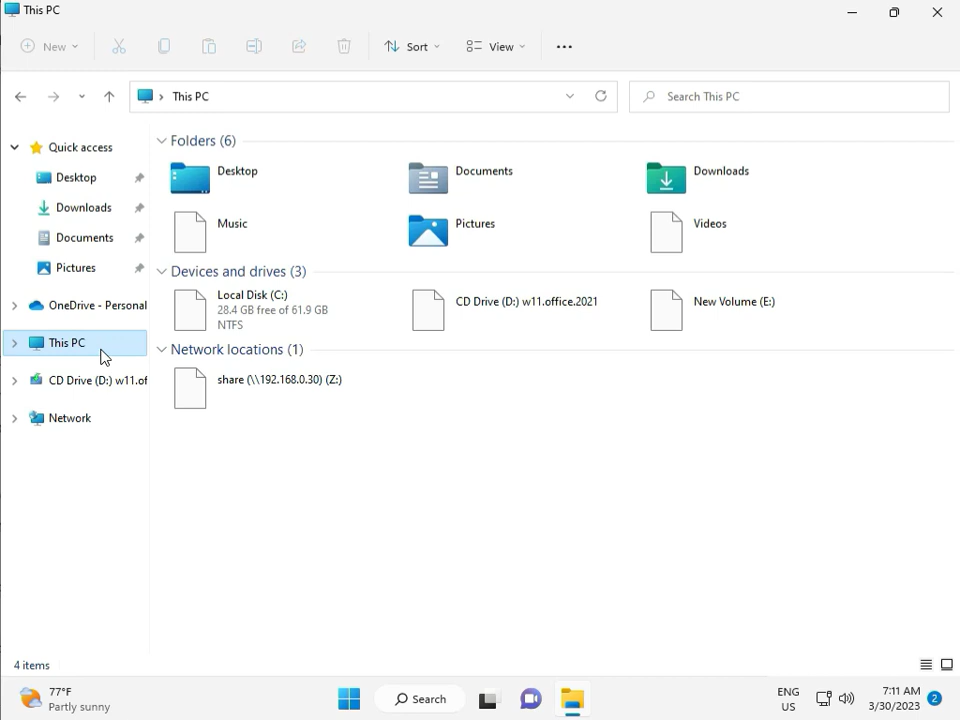 This PC
New
Sort
View
This PC
Search This PC
Quick access
Desktop
Downloads
Documents
Pictures
OneDrive - Personal
This PC
CD Drive (D:) w11.of
Network
Folders (6)
Desktop
Documents
Downloads
Music
Pictures
Videos
Devices and drives (3)
Local Disk (C:)
28.4 GB free of 61.9 GB
NTFS
CD Drive (D:) w11.office.2021
New Volume (E:)
Network locations (1)
share (\\192.168.0.30) (Z:)
4 items
77°F
Partly sunny
Search
ENG
US
7:11 AM
3/30/2023
2